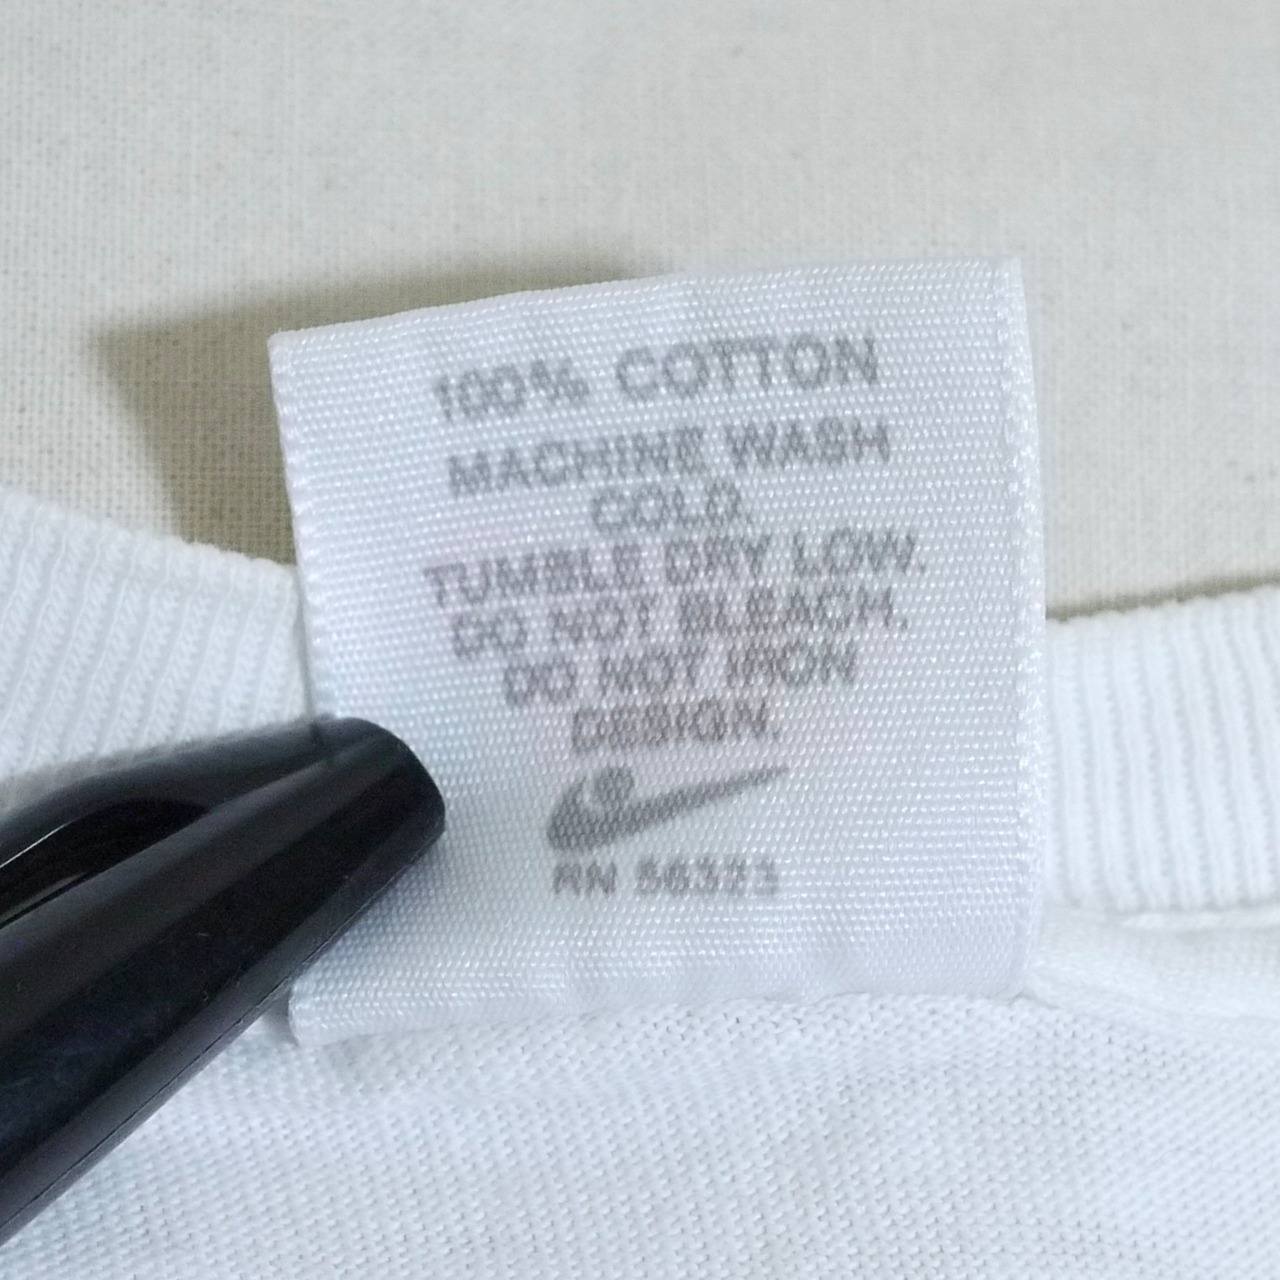 100% COTTON
MACHINE WASH
COLD.
TUMBLE DRY LOW.
DO NOT BLEACH.
DO NOT IRON
DESIGN.
RN 56323